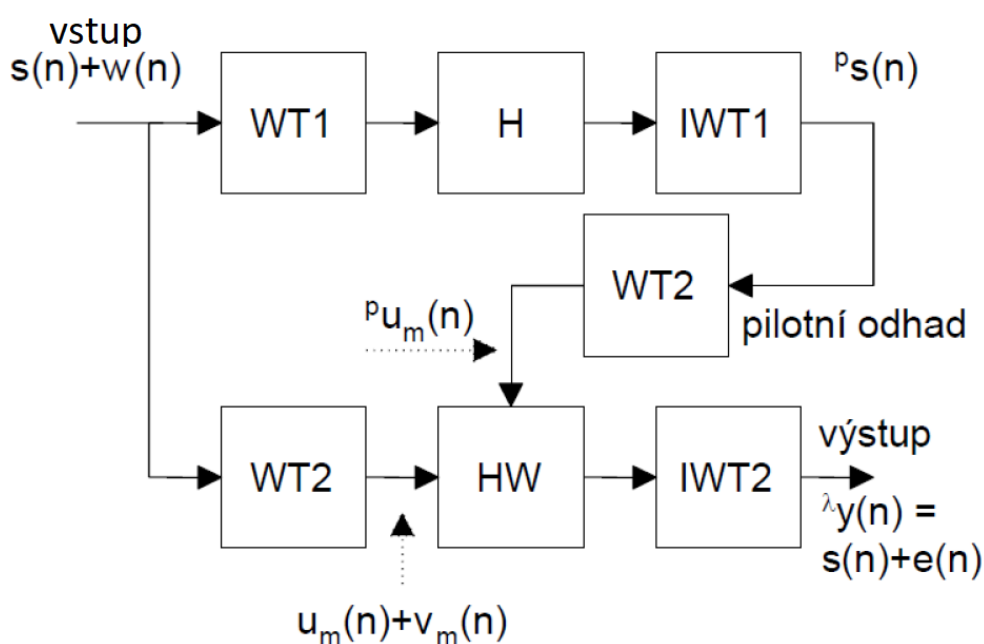 vstup
s(n)+w(n)
WT1
H
IWT1
ᵖs(n)
WT2
pilotní odhad
ᵖuₘ(n)
WT2
HW
IWT2
výstup
^λy(n) =
s(n)+e(n)
uₘ(n)+vₘ(n)